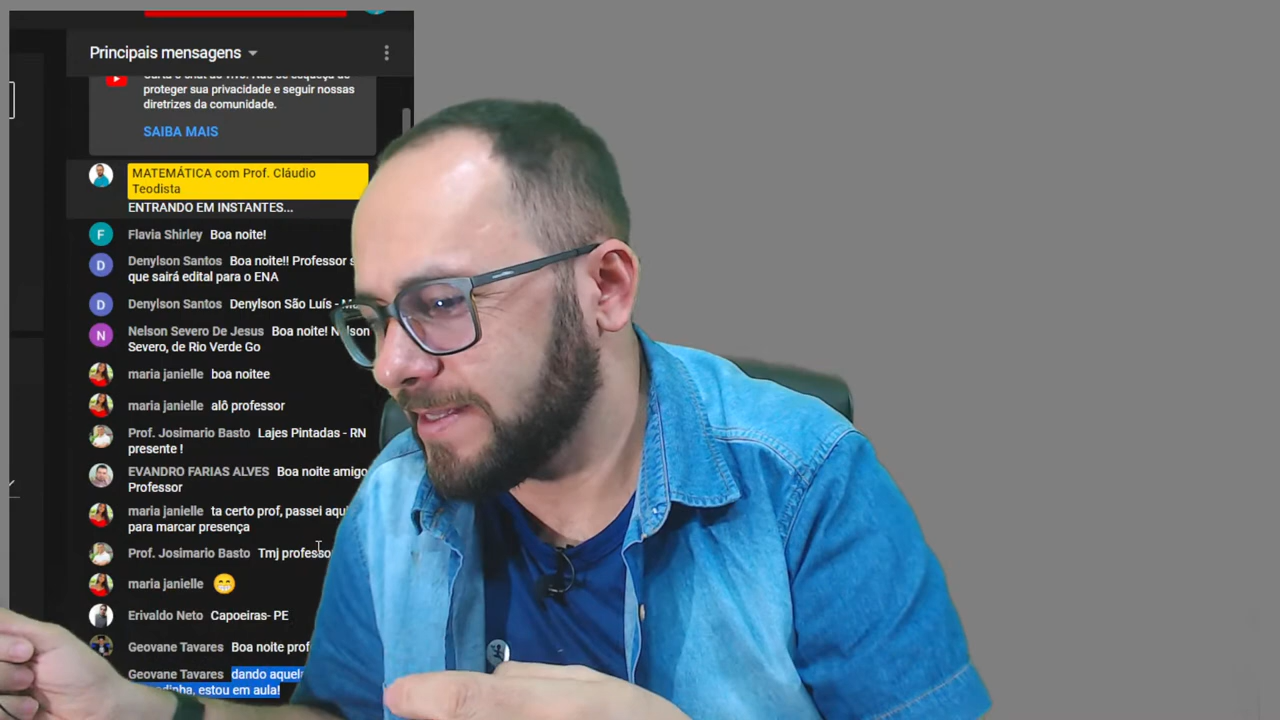 Principais mensagens
proteger sua privacidade e seguir nossas
diretrizes da comunidade.
SAIBA MAIS
MATEMÁTICA com Prof. Cláudio
Teodista
ENTRANDO EM INSTANTES...
F Flavia Shirley Boa noite!
D Denylson Santos Boa noite!! Professor
que sairá edital para o ENA
D Denylson Santos Denylson São Luís -
N Nelson Severo De Jesus Boa noite! Nelson
Severo, de Rio Verde Go
maria janielle boa noitee
maria janielle alô professor
Prof. Josimario Basto Lajes Pintadas - RN
presente !
EVANDRO FARIAS ALVES Boa noite amigo
Professor
maria janielle ta certo prof, passei aqui
para marcar presença
Prof. Josimario Basto Tmj professor
maria janielle 😁
Erivaldo Neto Capoeiras- PE
Geovane Tavares Boa noite prof
Geovane Tavares dando aquela
estou em aula!